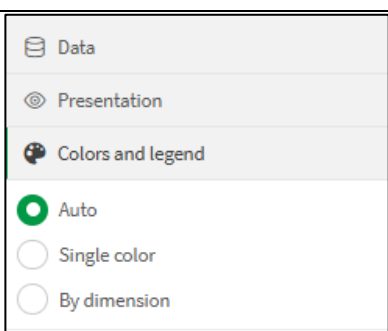 Data
Presentation
Colors and legend
Auto
Single color
By dimension